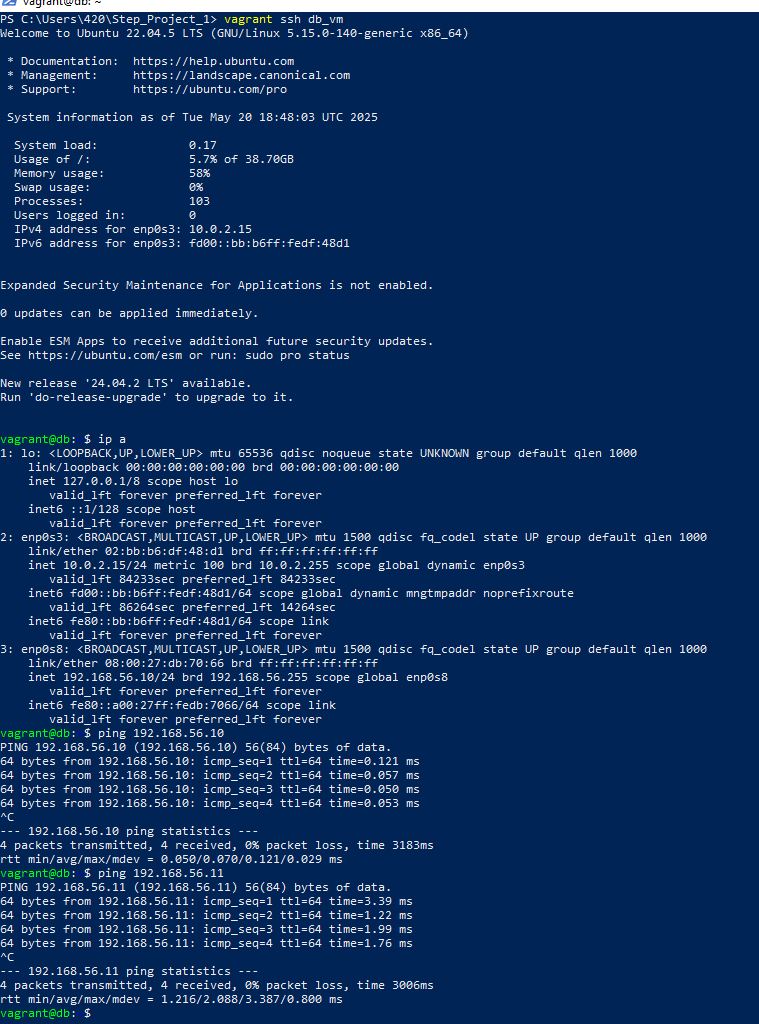 vagrant@db: ~
PS C:\Users\420\Step_Project_1> vagrant ssh db_vm
Welcome to Ubuntu 22.04.5 LTS (GNU/Linux 5.15.0-140-generic x86_64)
* Documentation:  https://help.ubuntu.com
* Management:     https://landscape.canonical.com
* Support:        https://ubuntu.com/pro
System information as of Tue May 20 18:48:03 UTC 2025
System load:             0.17
Usage of /:              5.7% of 38.70GB
Memory usage:            58%
Swap usage:              0%
Processes:               103
Users logged in:         0
IPv4 address for enp0s3: 10.0.2.15
IPv6 address for enp0s3: fd00::bb:b6ff:fedf:48d1
Expanded Security Maintenance for Applications is not enabled.
0 updates can be applied immediately.
Enable ESM Apps to receive additional future security updates.
See https://ubuntu.com/esm or run: sudo pro status
New release '24.04.2 LTS' available.
Run 'do-release-upgrade' to upgrade to it.
vagrant@db: $ ip a
1: lo: <LOOPBACK,UP,LOWER_UP> mtu 65536 qdisc noqueue state UNKNOWN group default qlen 1000
link/loopback 00:00:00:00:00:00 brd 00:00:00:00:00:00
inet 127.0.0.1/8 scope host lo
valid_lft forever preferred_lft forever
inet6 ::1/128 scope host
valid_lft forever preferred_lft forever
2: enp0s3: <BROADCAST,MULTICAST,UP,LOWER_UP> mtu 1500 qdisc fq_codel state UP group default qlen 1000
link/ether 02:bb:b6:df:48:d1 brd ff:ff:ff:ff:ff:ff
inet 10.0.2.15/24 metric 100 brd 10.0.2.255 scope global dynamic enp0s3
valid_lft 84233sec preferred_lft 84233sec
inet6 fd00::bb:b6ff:fedf:48d1/64 scope global dynamic mngtmpaddr noprefixroute
valid_lft 86264sec preferred_lft 14264sec
inet6 fe80::bb:b6ff:fedf:48d1/64 scope link
valid_lft forever preferred_lft forever
3: enp0s8: <BROADCAST,MULTICAST,UP,LOWER_UP> mtu 1500 qdisc fq_codel state UP group default qlen 1000
link/ether 08:00:27:db:70:66 brd ff:ff:ff:ff:ff:ff
inet 192.168.56.10/24 brd 192.168.56.255 scope global enp0s8
valid_lft forever preferred_lft forever
inet6 fe80::a00:27ff:fedb:7066/64 scope link
valid_lft forever preferred_lft forever
vagrant@db: $ ping 192.168.56.10
PING 192.168.56.10 (192.168.56.10) 56(84) bytes of data.
64 bytes from 192.168.56.10: icmp_seq=1 ttl=64 time=0.121 ms
64 bytes from 192.168.56.10: icmp_seq=2 ttl=64 time=0.057 ms
64 bytes from 192.168.56.10: icmp_seq=3 ttl=64 time=0.050 ms
64 bytes from 192.168.56.10: icmp_seq=4 ttl=64 time=0.053 ms
^C
--- 192.168.56.10 ping statistics ---
4 packets transmitted, 4 received, 0% packet loss, time 3183ms
rtt min/avg/max/mdev = 0.050/0.070/0.121/0.029 ms
vagrant@db: $ ping 192.168.56.11
PING 192.168.56.11 (192.168.56.11) 56(84) bytes of data.
64 bytes from 192.168.56.11: icmp_seq=1 ttl=64 time=3.39 ms
64 bytes from 192.168.56.11: icmp_seq=2 ttl=64 time=1.22 ms
64 bytes from 192.168.56.11: icmp_seq=3 ttl=64 time=1.99 ms
64 bytes from 192.168.56.11: icmp_seq=4 ttl=64 time=1.76 ms
^C
--- 192.168.56.11 ping statistics ---
4 packets transmitted, 4 received, 0% packet loss, time 3006ms
rtt min/avg/max/mdev = 1.216/2.088/3.387/0.800 ms
vagrant@db: $